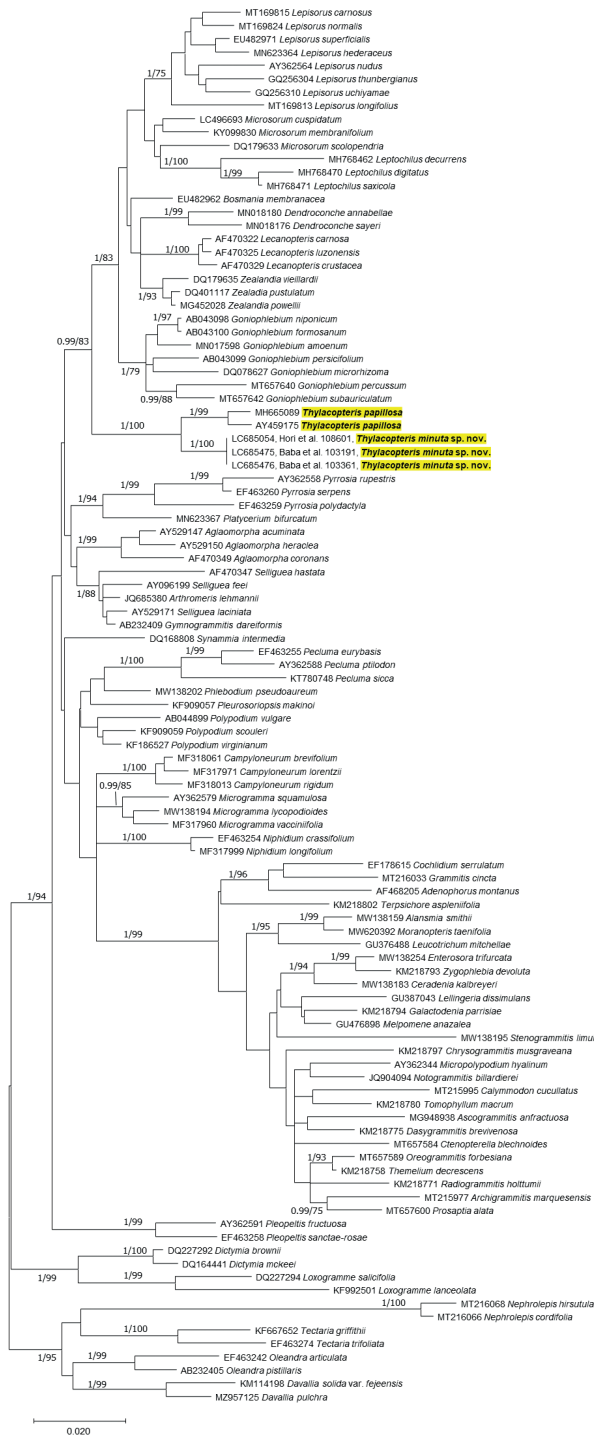 MT169815 Lepisorus carnosus
MT169824 Lepisorus normalis
EU482971 Lepisorus superficialis
MN623364 Lepisorus hederaceus
1/75
AY362564 Lepisorus nudus
GQ256304 Lepisorus thunbergianus
GQ256310 Lepisorus uchiyamae
MT169813 Lepisorus longifolius
LC496693 Microsorum cuspidatum
KY099830 Microsorum membranifolium
DQ179633 Microsorum scolopendria
1/100
MH768462 Leptochilus decurrens
1/99
MH768470 Leptochilus digitatus
MH768471 Leptochilus saxicola
EU482962 Bosmania membranacea
1/99
MN018180 Dendroconche annabellae
MN018176 Dendroconche sayeri
AF470322 Lecanopteris carnosa
1/100
AF470325 Lecanopteris luzonensis
1/83
AF470329 Lecanopteris crustacea
DQ179635 Zealandia vieillardii
1/93
DQ401117 Zealadia pustulatum
MG452028 Zealandia powellii
1/97
AB043098 Goniophlebium niponicum
AB043100 Goniophlebium formosanum
0.99/83
MN017598 Goniophlebium amoenum
AB043099 Goniophlebium persicifolium
1/79
DQ078627 Goniophlebium microrhizoma
MT657640 Goniophlebium percussum
0.99/88
MT657642 Goniophlebium subauriculatum
1/99
MH665089 Thylacopteris papillosa
AY459175 Thylacopteris papillosa
1/100
LC685054, Hori et al. 108601, Thylacopteris minuta sp. nov.
1/100
LC685475, Baba et al. 103191, Thylacopteris minuta sp. nov.
LC685476, Baba et al. 103361, Thylacopteris minuta sp. nov.
AY362558 Pyrrosia rupestris
1/99
EF463260 Pyrrosia serpens
1/94
EF463259 Pyrrosia polydactyla
MN623367 Platycerium bifurcatum
AY529147 Aglaomorpha acuminata
1/99
AY529150 Aglaomorpha heraclea
AF470349 Aglaomorpha coronans
AF470347 Selliguea hastata
AY096199 Selliguea feei
1/88
JQ685380 Arthromeris lehmannii
AY529171 Selliguea laciniata
AB232409 Gymnogrammitis dareiformis
DQ168808 Synammia intermedia
1/99
EF463255 Pecluma eurybasis
1/100
AY362588 Pecluma ptilodon
KT780748 Pecluma sicca
MW138202 Phlebodium pseudoaureum
KF909057 Pleurosoriopsis makinoi
AB044899 Polypodium vulgare
KF909059 Polypodium scouleri
KF186527 Polypodium virginianum
MF318061 Campyloneurum brevifolium
1/100
MF317971 Campyloneurum lorentzii
MF318013 Campyloneurum rigidum
0.99/85
AY362579 Microgramma squamulosa
MW138194 Microgramma lycopodioides
MF317960 Microgramma vacciniifolia
1/100
EF463254 Niphidium crassifolium
MF317999 Niphidium longifolium
EF178615 Cochlidium serrulatum
1/96
MT216033 Grammitis cincta
AF468205 Adenophorus montanus
1/94
KM218802 Terpsichore aspleniifolia
1/99
MW138159 Alansmia smithii
1/95
MW620392 Moranopteris taenifolia
1/99
GU376488 Leucotrichum mitchellae
1/99
MW138254 Enterosora trifurcata
1/94
KM218793 Zygophlebia devoluta
MW138183 Ceradenia kalbreyeri
GU387043 Lellingeria dissimulans
KM218794 Galactodenia parrisiae
GU476898 Melpomene anazalea
MW138195 Stenogrammitis limul
KM218797 Chrysogrammitis musgraveana
AY362344 Micropolypodium hyalinum
JQ904094 Notogrammitis billardierei
MT215995 Calymmodon cucullatus
KM218780 Tomophyllum macrum
MG948938 Ascogrammitis anfractuosa
KM218775 Dasygrammitis brevivenosa
MT657584 Ctenopterella blechnoides
1/93
MT657589 Oreogrammitis forbesiana
KM218758 Themelium decrescens
KM218771 Radiogrammitis holttumii
MT215977 Archigrammitis marquesensis
0.99/75
MT657600 Prosaptia alata
1/99
AY362591 Pleopeltis fructuosa
EF463258 Pleopeltis sanctae-rosae
1/100
DQ227292 Dictymia brownii
DQ164441 Dictymia mckeei
1/99
1/99
DQ227294 Loxogramme salicifolia
KF992501 Loxogramme lanceolata
1/100
MT216068 Nephrolepis hirsutula
MT216066 Nephrolepis cordifolia
1/100
KF667652 Tectaria griffithii
EF463274 Tectaria trifoliata
1/95
1/99
EF463242 Oleandra articulata
AB232405 Oleandra pistillaris
1/99
KM114198 Davallia solida var. fejeensis
MZ957125 Davallia pulchra
0.020